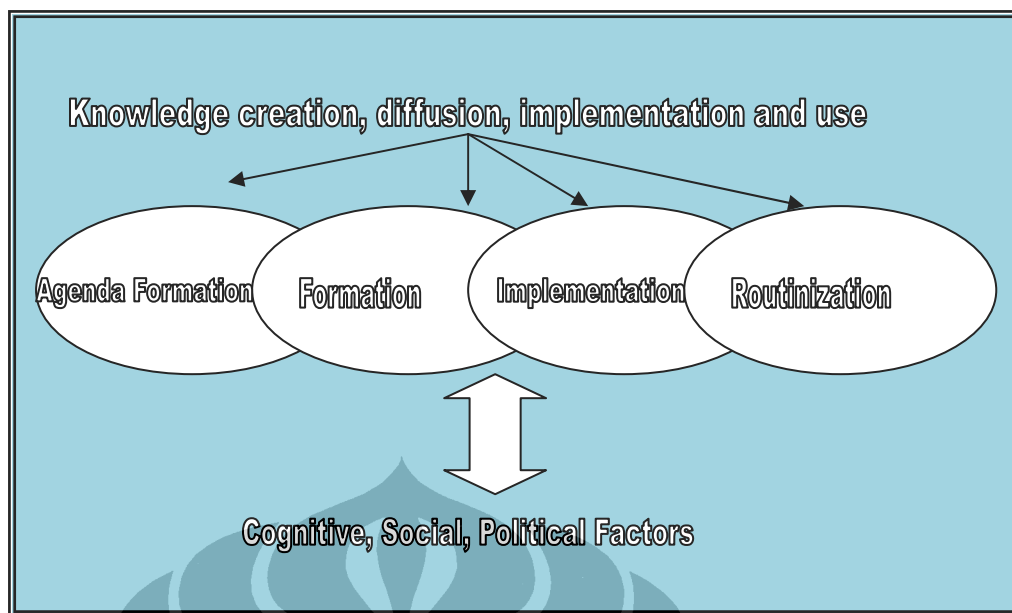 Knowledge creation, diffusion, implementation and use
Agenda Formation
Formation
Implementation
Routinization
Cognitive, Social, Political Factors